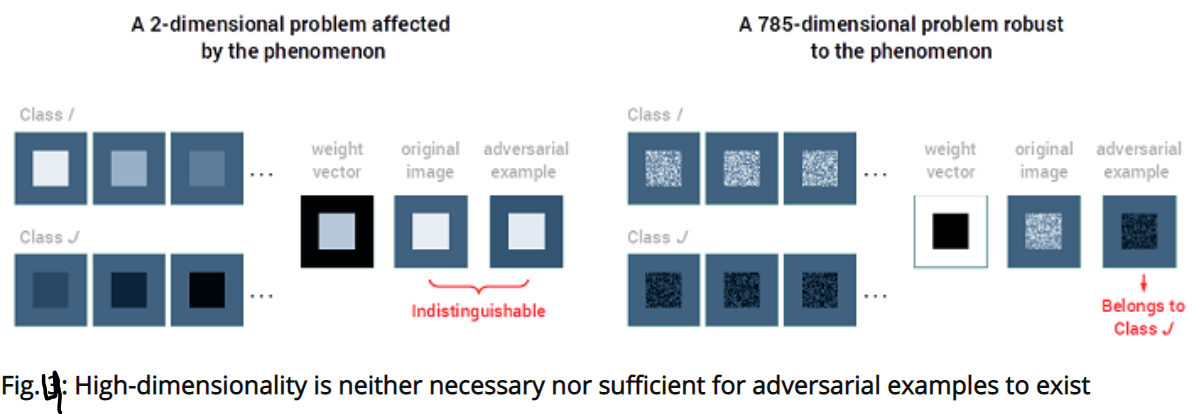 A 2-dimensional problem affected
by the phenomenon
Class I
...
Class J
...
weight
vector
original
image
adversarial
example
Indistinguishable
A 785-dimensional problem robust
to the phenomenon
Class I
...
Class J
...
weight
vector
original
image
adversarial
example
Belongs to
Class J
Fig. 4: High-dimensionality is neither necessary nor sufficient for adversarial examples to exist